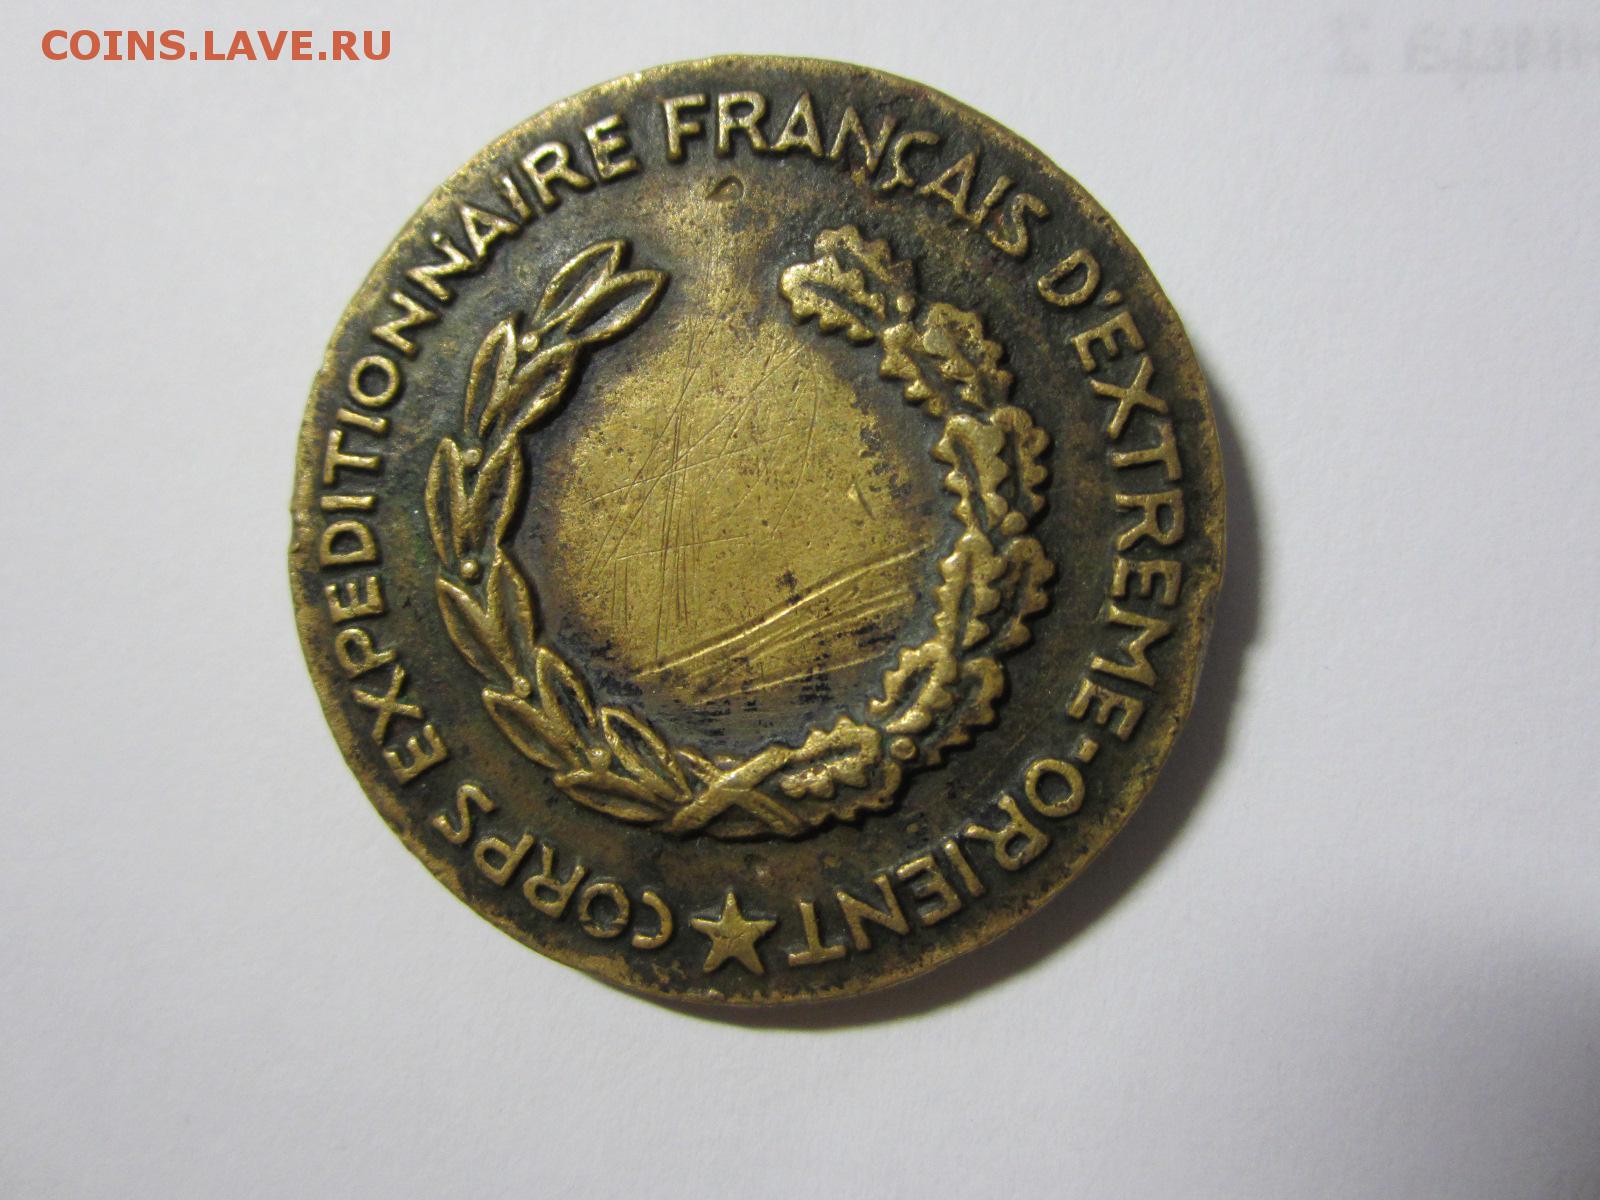 COINS.LAVE.RU
CORPS EXPEDITIONNAIRE FRANÇAIS D'EXTREME-ORIENT